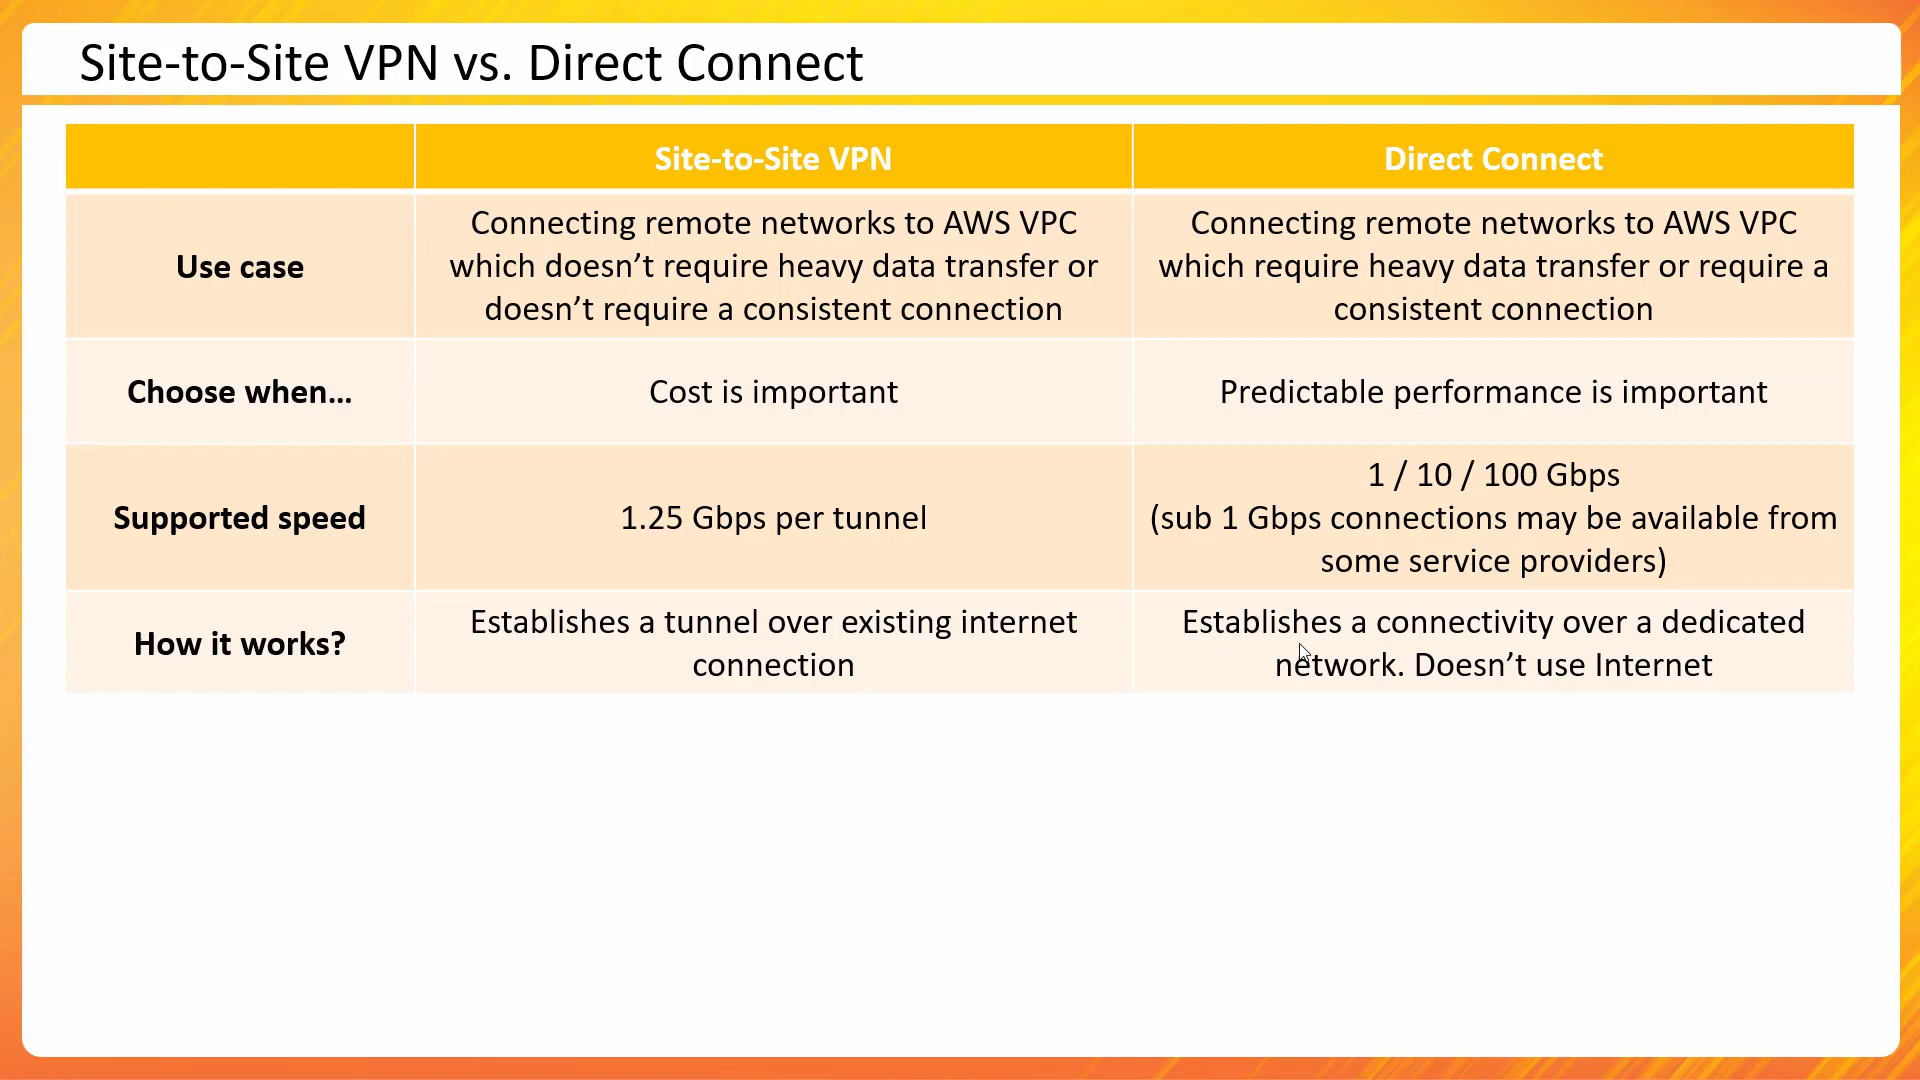 Site-to-Site VPN vs. Direct Connect
Site-to-Site VPN
Direct Connect
Use case
Connecting remote networks to AWS VPC
which doesn’t require heavy data transfer or
doesn’t require a consistent connection
Connecting remote networks to AWS VPC
which require heavy data transfer or require a
consistent connection
Choose when…
Cost is important
Predictable performance is important
Supported speed
1.25 Gbps per tunnel
1 / 10 / 100 Gbps
(sub 1 Gbps connections may be available from
some service providers)
How it works?
Establishes a tunnel over existing internet
connection
Establishes a connectivity over a dedicated
network. Doesn’t use Internet